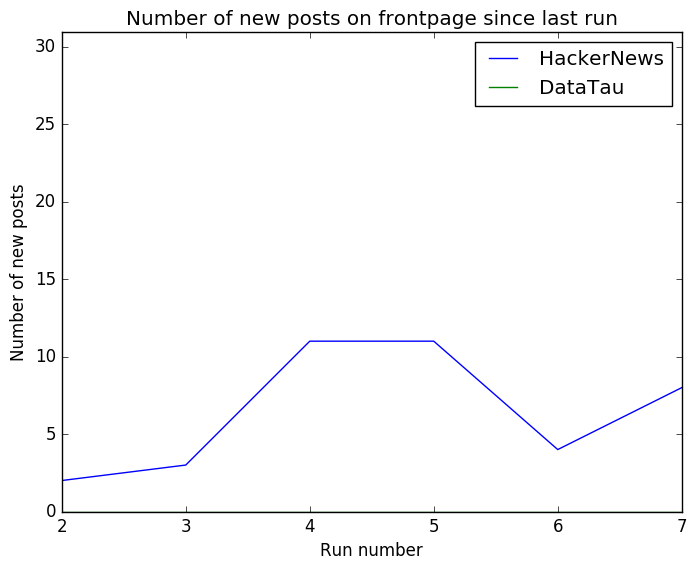 Number of new posts on frontpage since last run
HackerNews
DataTau
Number of new posts
30
25
20
15
10
5
0
2 3 4 5 6 7
Run number